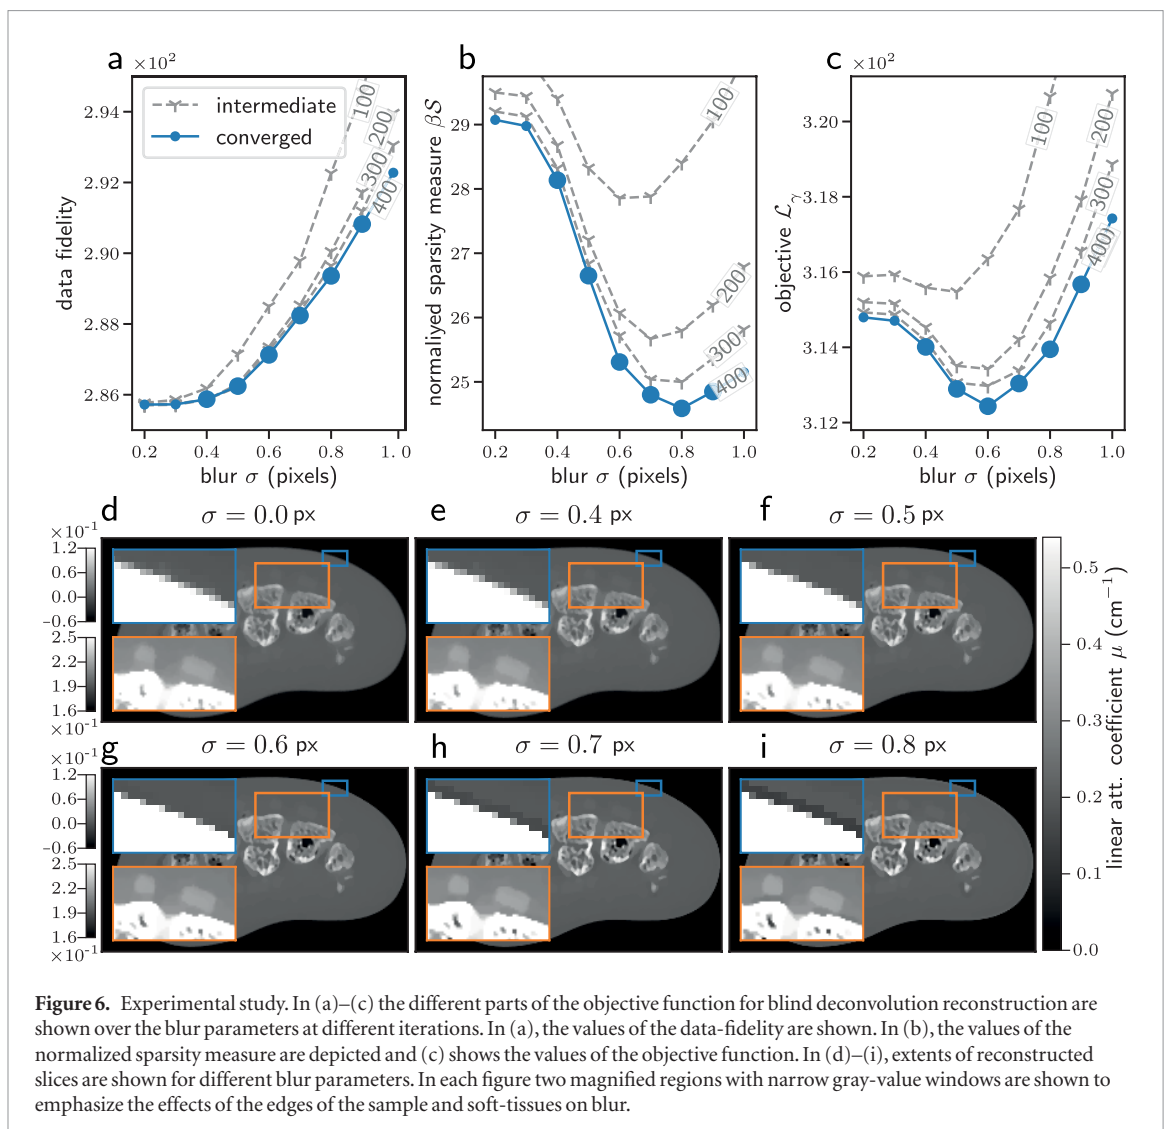 a
×10²
2.94
2.92
2.90
2.88
2.86
data fidelity
intermediate
converged
100
200
300
400
0.2 0.4 0.6 0.8 1.0
blur σ (pixels)
b
29
28
27
26
25
normalized sparsity measure βS
100
200
300
400
0.2 0.4 0.6 0.8 1.0
blur σ (pixels)
c
×10²
3.20
3.18
3.16
3.14
3.12
objective ℒγ
100
200
300
400
0.2 0.4 0.6 0.8 1.0
blur σ (pixels)
d
σ = 0.0 px
e
σ = 0.4 px
f
σ = 0.5 px
×10⁻¹
1.2
0.6
0.0
−0.6
2.5
2.2
1.9
1.6
×10⁻¹
g
σ = 0.6 px
h
σ = 0.7 px
i
σ = 0.8 px
×10⁻¹
1.2
0.6
0.0
−0.6
2.5
2.2
1.9
1.6
×10⁻¹
0.5
0.4
0.3
0.2
0.1
0.0
linear att. coefficient μ (cm⁻¹)
Figure 6. Experimental study. In (a)–(c) the different parts of the objective function for blind deconvolution reconstruction are
shown over the blur parameters at different iterations. In (a), the values of the data-fidelity are shown. In (b), the values of the
normalized sparsity measure are depicted and (c) shows the values of the objective function. In (d)–(i), extents of reconstructed
slices are shown for different blur parameters. In each figure two magnified regions with narrow gray-value windows are shown to
emphasize the effects of the edges of the sample and soft-tissues on blur.